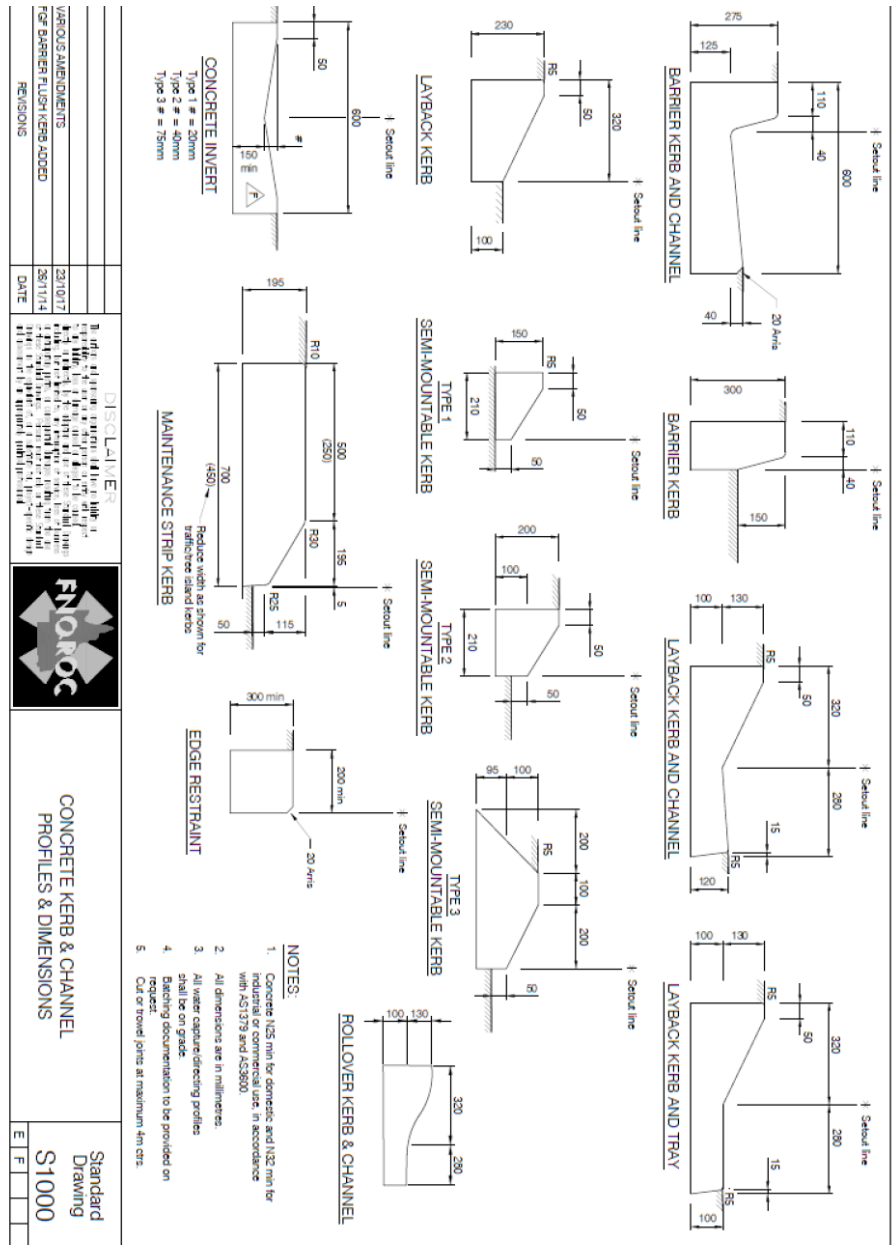 275
125
110
40
600
Setout line
20 Arris
40
BARRIER KERB AND CHANNEL
300
110
40
150
Setout line
BARRIER KERB
100
130
R5
50
320
280
15
R5
120
Setout line
LAYBACK KERB AND CHANNEL
100
130
R5
50
320
280
15
R5
100
Setout line
LAYBACK KERB AND TRAY
230
R5
50
320
Setout line
100
LAYBACK KERB
150
R5
50
210
Setout line
TYPE 1
SEMI-MOUNTABLE KERB
200
100
50
210
50
Setout line
TYPE 2
SEMI-MOUNTABLE KERB
95
100
200
R5
100
200
Setout line
TYPE 3
SEMI-MOUNTABLE KERB
100
130
320
280
ROLLOVER KERB & CHANNEL
50
600
Setout line
#
150
min
F
CONCRETE INVERT
Type 1 # = 20mm
Type 2 # = 40mm
Type 3 # = 75mm
195
R10
500
(250)
R30
195
5
Setout line
R25
115
50
700
(450)
Reduce width as shown for
traffic/tree island kerbs
MAINTENANCE STRIP KERB
300 min
200 min
Setout line
20 Arris
EDGE RESTRAINT
NOTES:
1. Concrete N25 min for domestic and N32 min for
industrial or commercial use, in accordance
with AS1379 and AS3600.
2. All dimensions are in millimetres.
3. All water capture/directing profiles
shall be on grade.
4. Batching documentation to be provided on
request.
5. Cut or trowel joints at maximum 4m ctrs.
VARIOUS AMENDMENTS 23/10/17
FGF BARRIER FLUSH KERB ADDED 26/11/14
REVISIONS DATE
DISCLAIMER
FNQROC
CONCRETE KERB & CHANNEL
PROFILES & DIMENSIONS
Standard
Drawing
S1000
E F